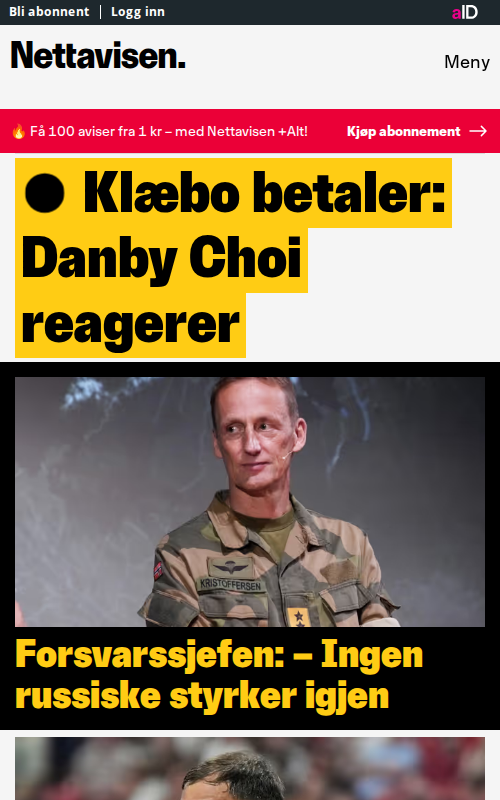 Bli abonnent
Logg inn
aID
Nettavisen.
Meny
🔥 Få 100 aviser fra 1 kr – med Nettavisen +Alt!
Kjøp abonnement →
● Klæbo betaler:
Danby Choi
reagerer
KRISTOFFERSEN
Forsvarssjefen: – Ingen
russiske styrker igjen